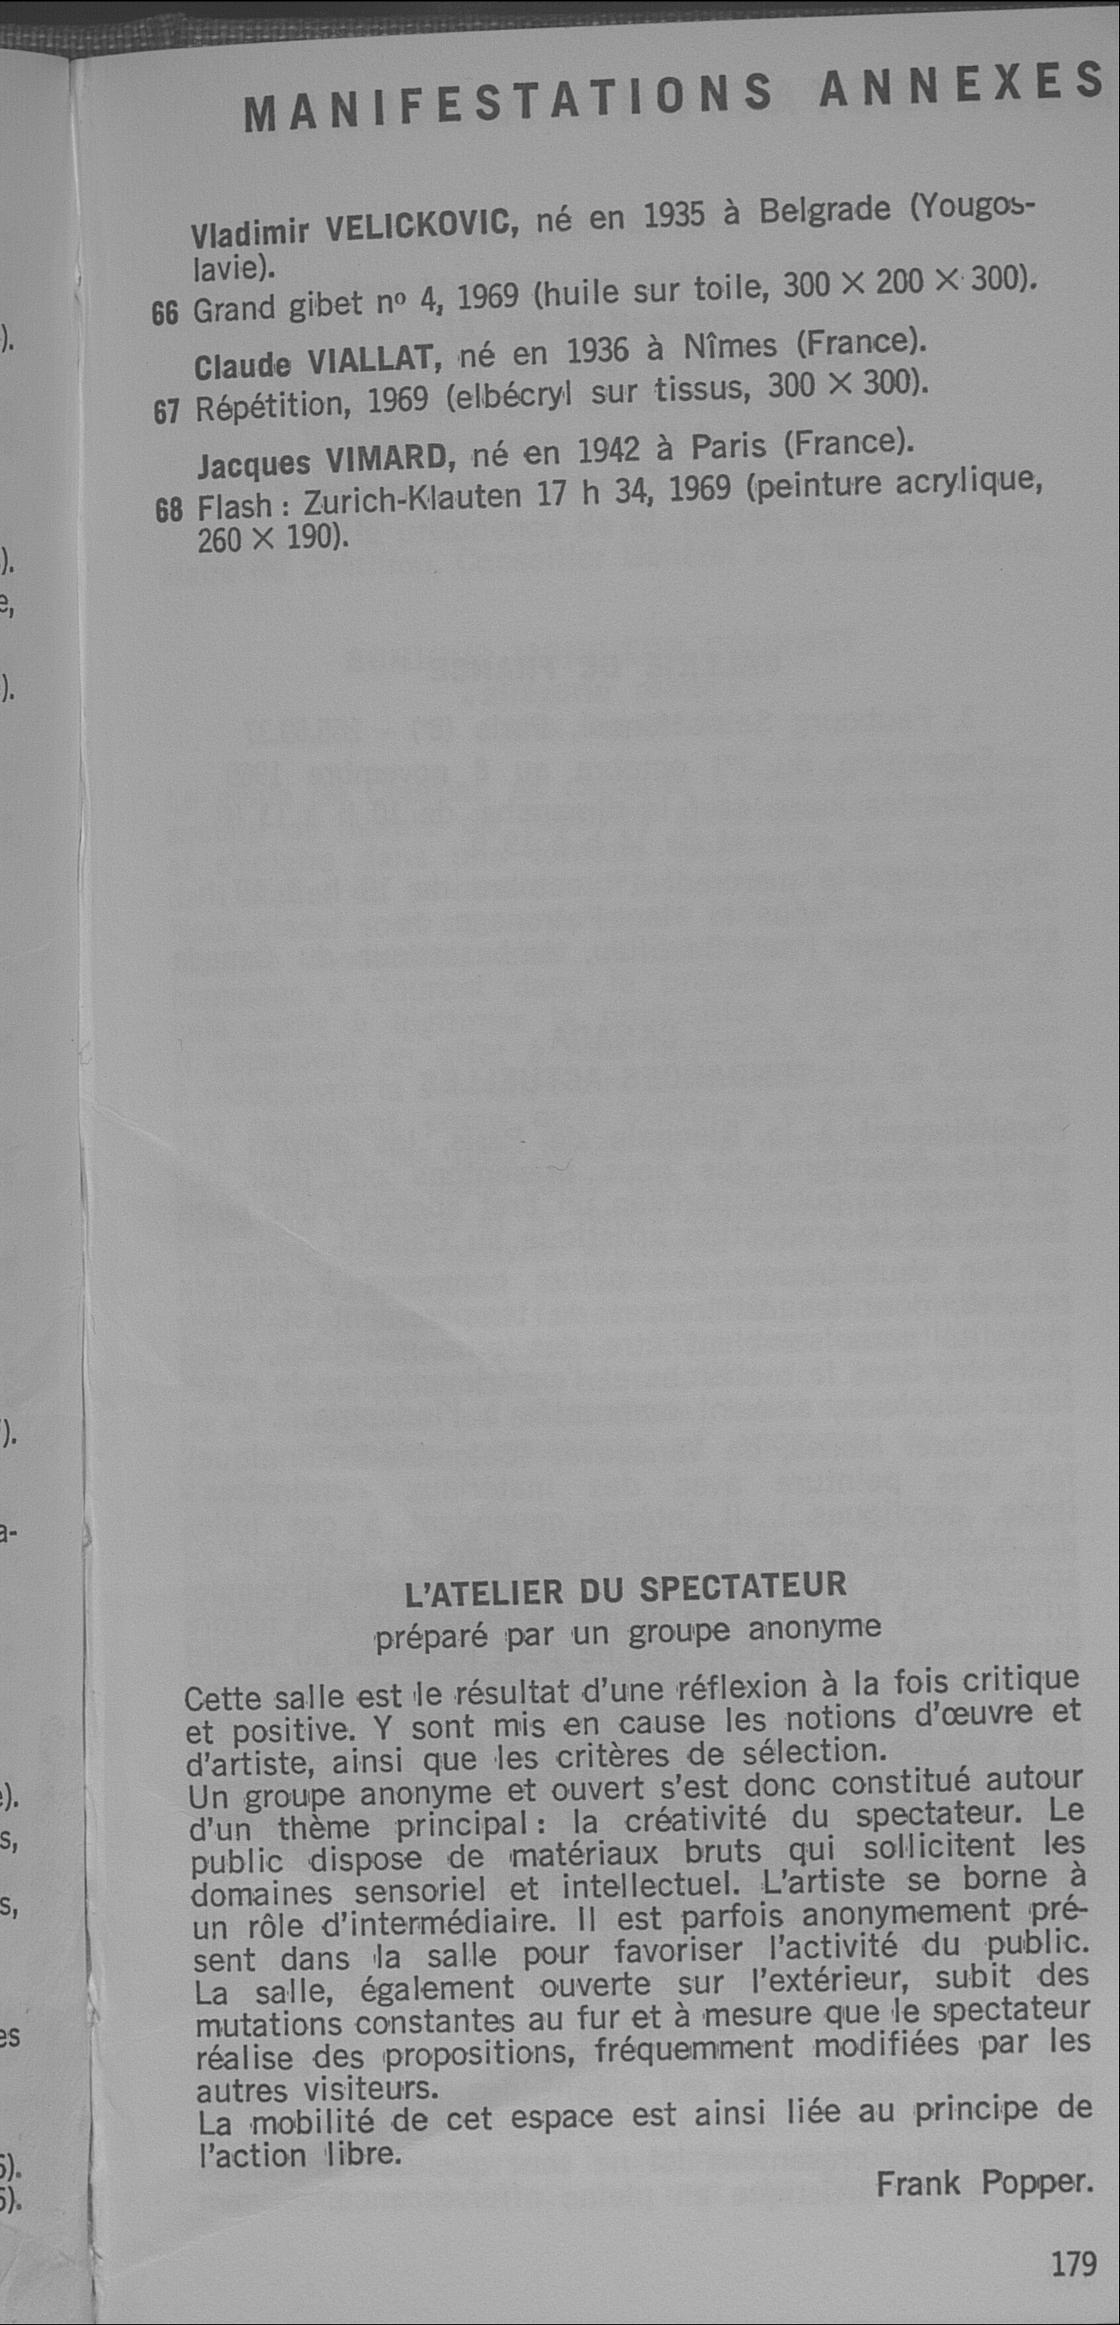 MANIFESTATIONS ANNEXES
Vladimir VELICKOVIC, né en 1935 à Belgrade (Yougos-
lavie).
66 Grand gibet nº 4, 1969 (huile sur toile, 300 × 200 × 300).
Claude VIALLAT, né en 1936 à Nîmes (France).
67 Répétition, 1969 (elbécryl sur tissus, 300 × 300).
Jacques VIMARD, né en 1942 à Paris (France).
68 Flash : Zurich-Klauten 17 h 34, 1969 (peinture acrylique,
260 × 190).
L'ATELIER DU SPECTATEUR
préparé par un groupe anonyme
Cette salle est le résultat d'une réflexion à la fois critique
et positive. Y sont mis en cause les notions d'œuvre et
d'artiste, ainsi que les critères de sélection.
Un groupe anonyme et ouvert s'est donc constitué autour
d'un thème principal : la créativité du spectateur. Le
public dispose de matériaux bruts qui sollicitent les
domaines sensoriel et intellectuel. L'artiste se borne à
un rôle d'intermédiaire. Il est parfois anonymement pré-
sent dans la salle pour favoriser l'activité du public.
La salle, également ouverte sur l'extérieur, subit des
mutations constantes au fur et à mesure que le spectateur
réalise des propositions, fréquemment modifiées par les
autres visiteurs.
La mobilité de cet espace est ainsi liée au principe de
l'action libre.
Frank Popper.
179